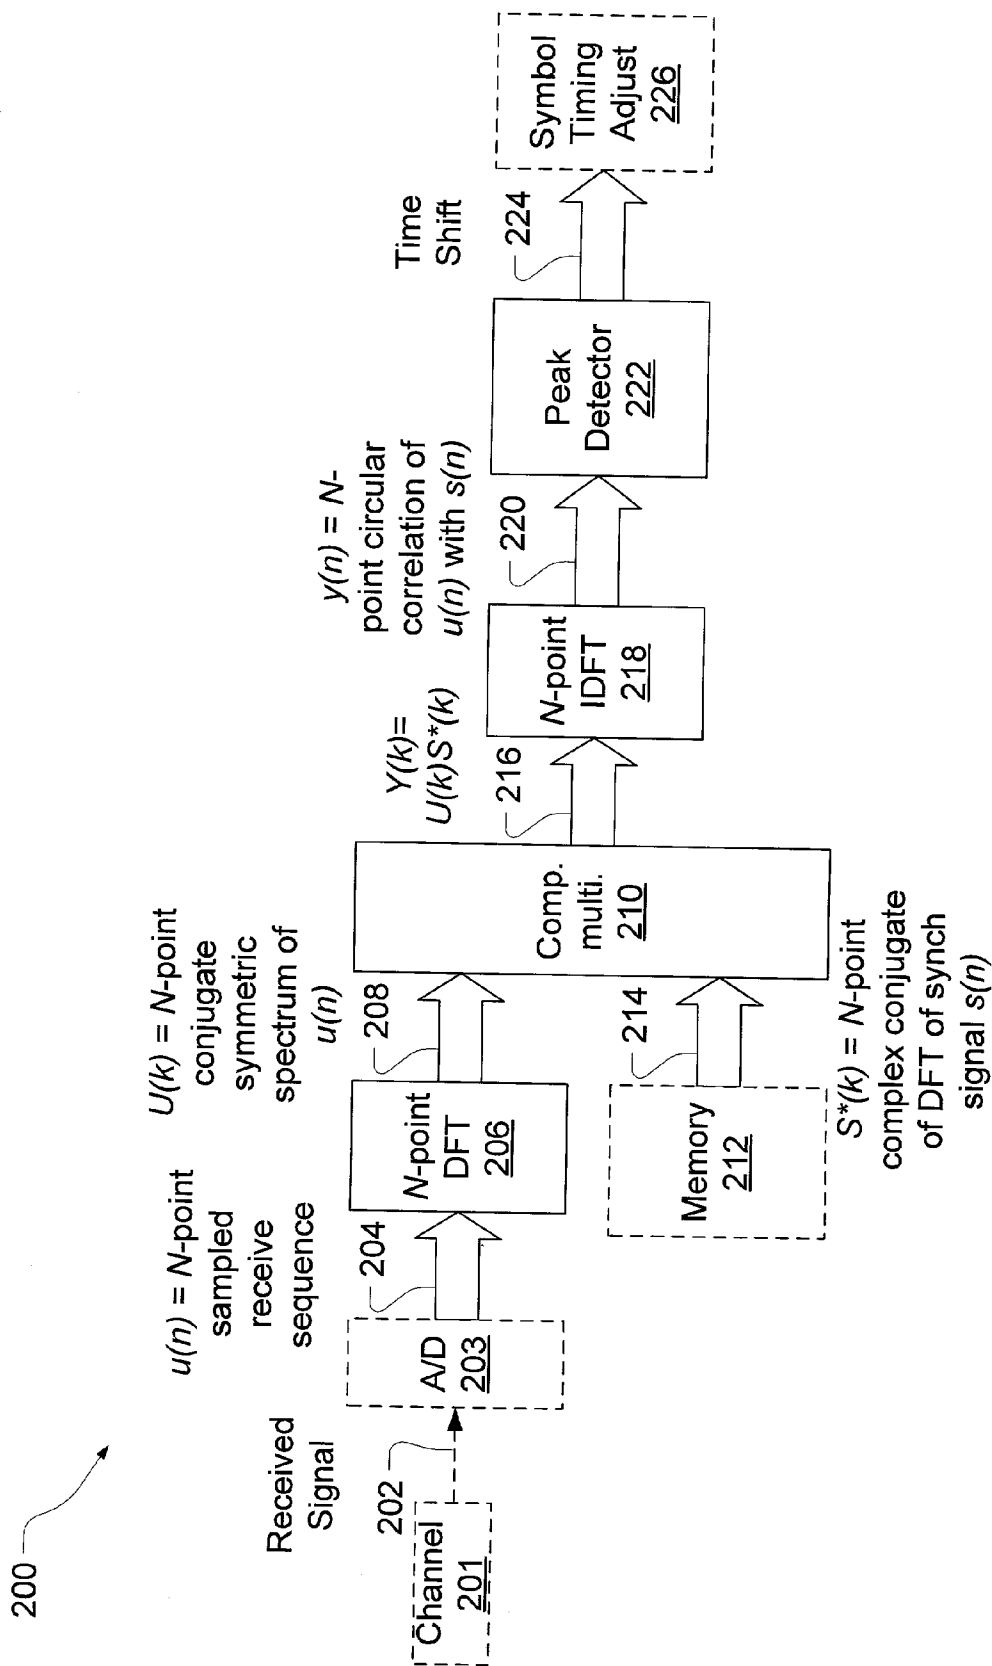 200
Received
Signal
202
Channel
201
A/D
203
u(n) = N-point
sampled
receive
sequence
204
N-point
DFT
206
U(k) = N-point
conjugate
symmetric
spectrum of
u(n)
208
Memory
212
214
S*(k) = N-point
complex conjugate
of DFT of synch
signal s(n)
Comp.
multi.
210
Y(k)=
U(k)S*(k)
216
N-point
IDFT
218
y(n) = N-
point circular
correlation of
u(n) with s(n)
220
Peak
Detector
222
Time
Shift
224
Symbol
Timing
Adjust
226